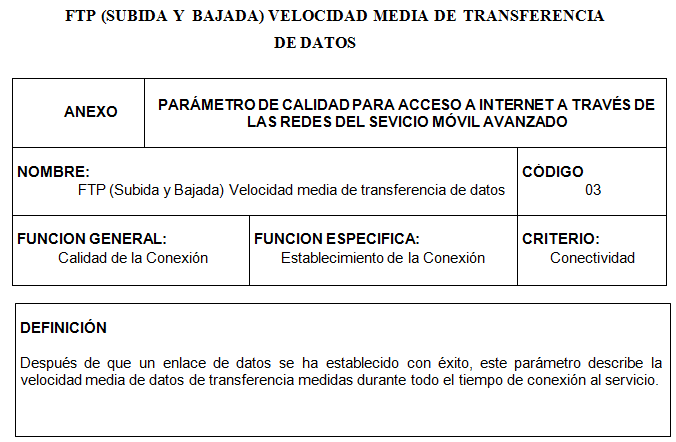 FTP (SUBIDA Y BAJADA) VELOCIDAD MEDIA DE TRANSFERENCIA
DE DATOS
ANEXO
PARÁMETRO DE CALIDAD PARA ACCESO A INTERNET A TRAVÉS DE
LAS REDES DEL SEVICIO MÓVIL AVANZADO
NOMBRE:
FTP (Subida y Bajada) Velocidad media de transferencia de datos
CÓDIGO
03
FUNCION GENERAL:
Calidad de la Conexión
FUNCION ESPECIFICA:
Establecimiento de la Conexión
CRITERIO:
Conectividad
DEFINICIÓN
Después de que un enlace de datos se ha establecido con éxito, este parámetro describe la
velocidad media de datos de transferencia medidas durante todo el tiempo de conexión al servicio.